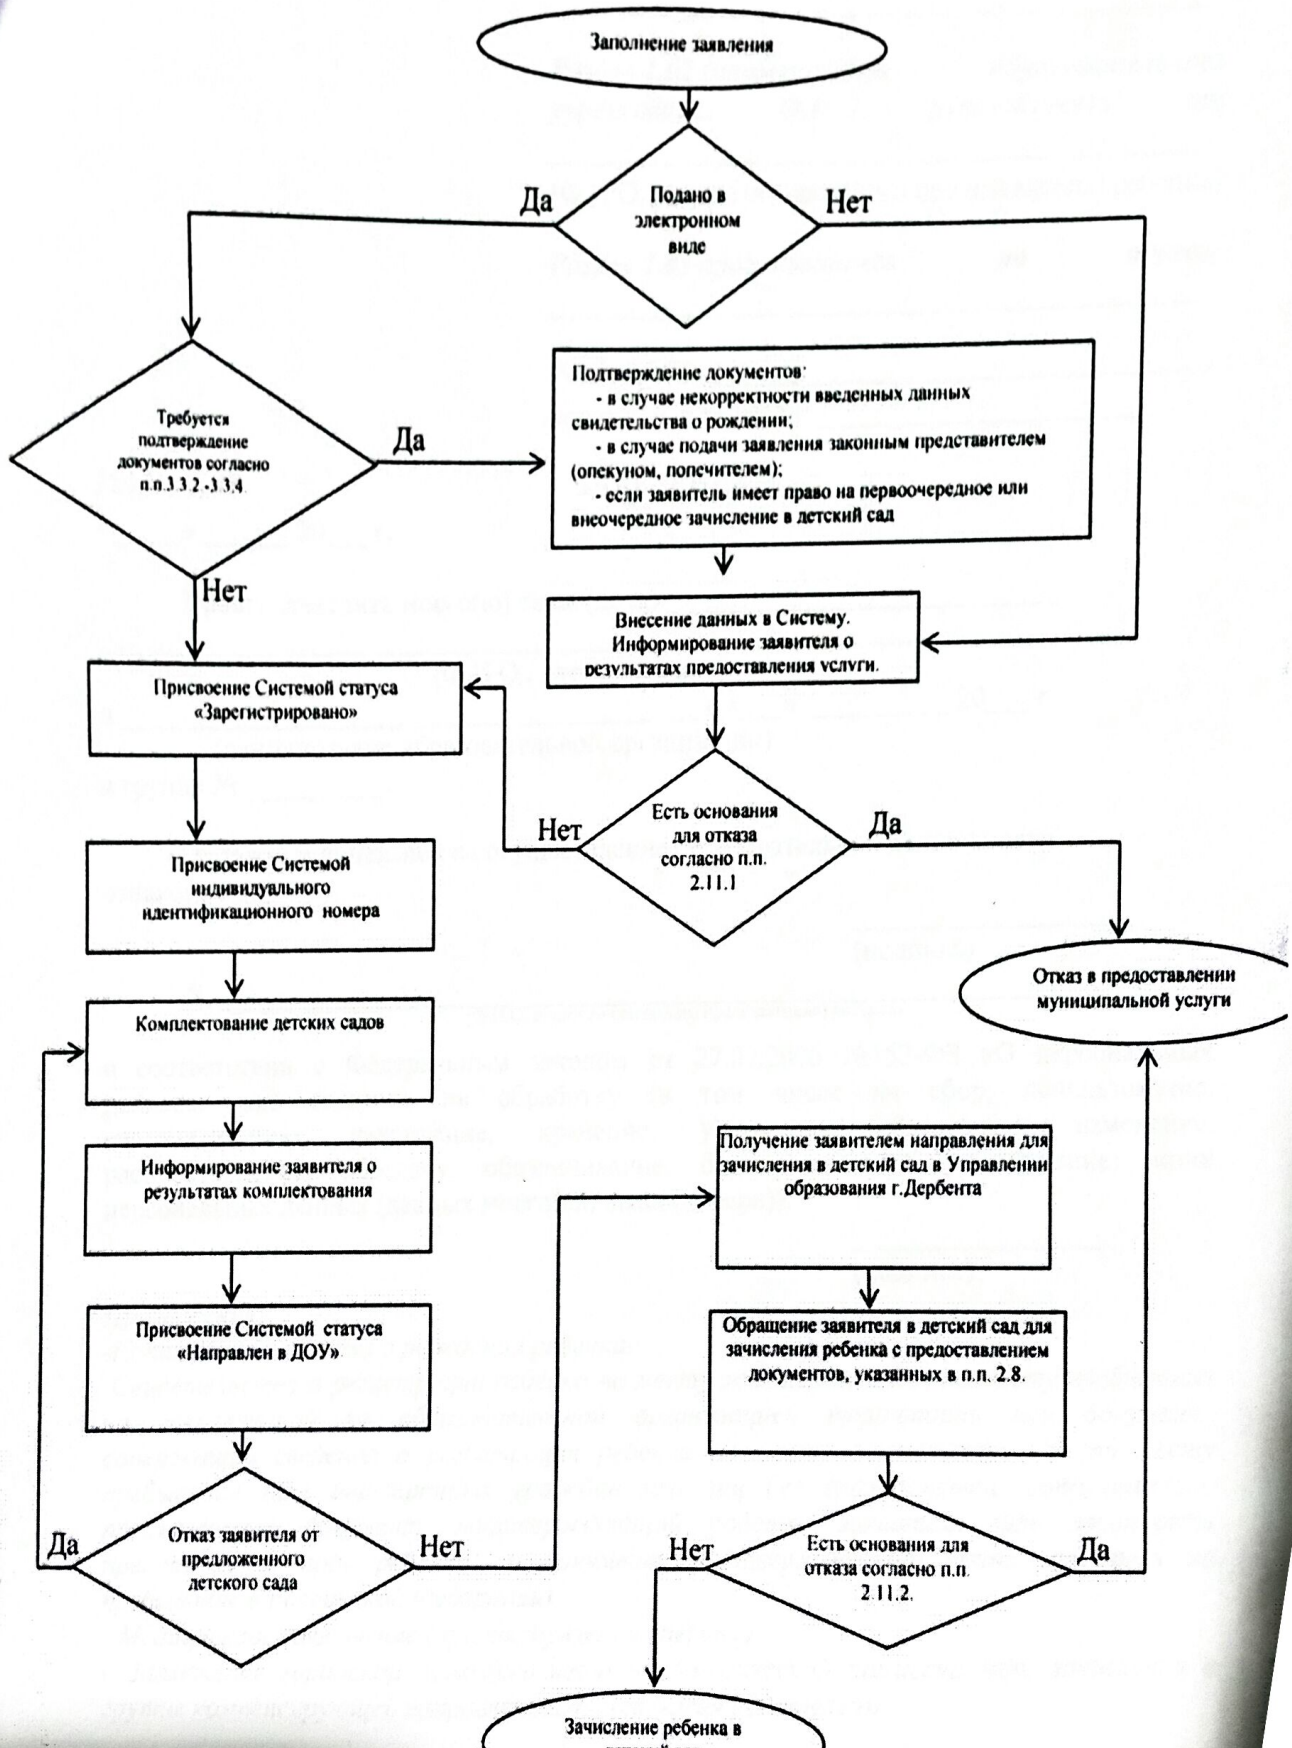 Заполнение заявления
Подано в
электронном
виде
Да
Нет
Требуется
подтверждение
документов согласно
п.п.3.3.2.-3.3.4.
Да
Нет
Подтверждение документов:
- в случае некорректности введенных данных
свидетельства о рождении;
- в случае подачи заявления законным представителем
(опекуном, попечителем);
- если заявитель имеет право на первоочередное или
внеочередное зачисление в детский сад
Внесение данных в Систему.
Информирование заявителя о
результатах предоставления услуги.
Присвоение Системой статуса
«Зарегистрировано»
Есть основания
для отказа
согласно п.п.
2.11.1
Нет
Да
Присвоение Системой
индивидуального
идентификационного номера
Отказ в предоставлении
муниципальной услуги
Комплектование детских садов
Информирование заявителя о
результатах комплектования
Получение заявителем направления для
зачисления в детский сад в Управлении
образования г.Дербента
Присвоение Системой статуса
«Направлен в ДОУ»
Обращение заявителя в детский сад для
зачисления ребенка с предоставлением
документов, указанных в п.п. 2.8.
Да
Отказ заявителя от
предложенного
детского сада
Нет
Нет
Есть основания для
отказа согласно п.п.
2.11.2.
Да
Зачисление ребенка в